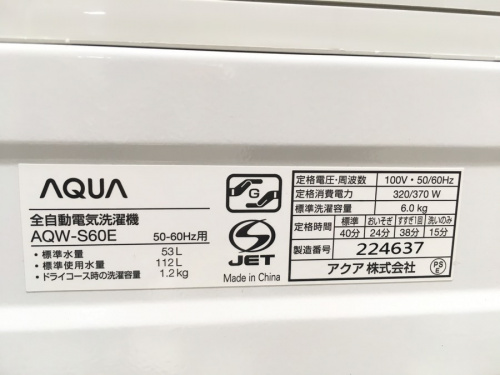 AQUA
全自動電気洗濯機
AQW-S60E 50-60Hz用
・標準水量 53L
・標準使用水量 112L
・ドライコース時の洗濯容量 1.2kg
G
S
JET
Made in China
定格電圧・周波数 100V・50/60Hz
定格消費電力 320/370W
標準洗濯容量 6.0kg
定格時間 標準 おいそぎ すすぎ1回 洗いのみ
40分 24分 38分 15分
製造番号 224637
アクア株式会社 PSE